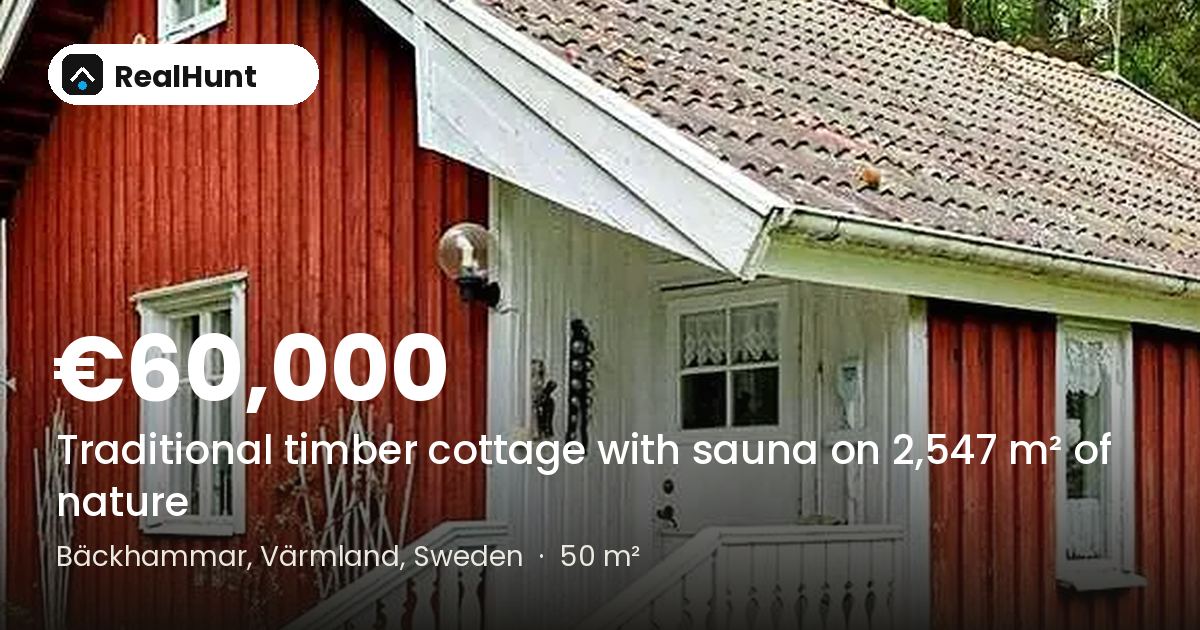 RealHunt
€60,000
Traditional timber cottage with sauna on 2,547 m² of
nature
Bäckhammar, Värmland, Sweden · 50 m²